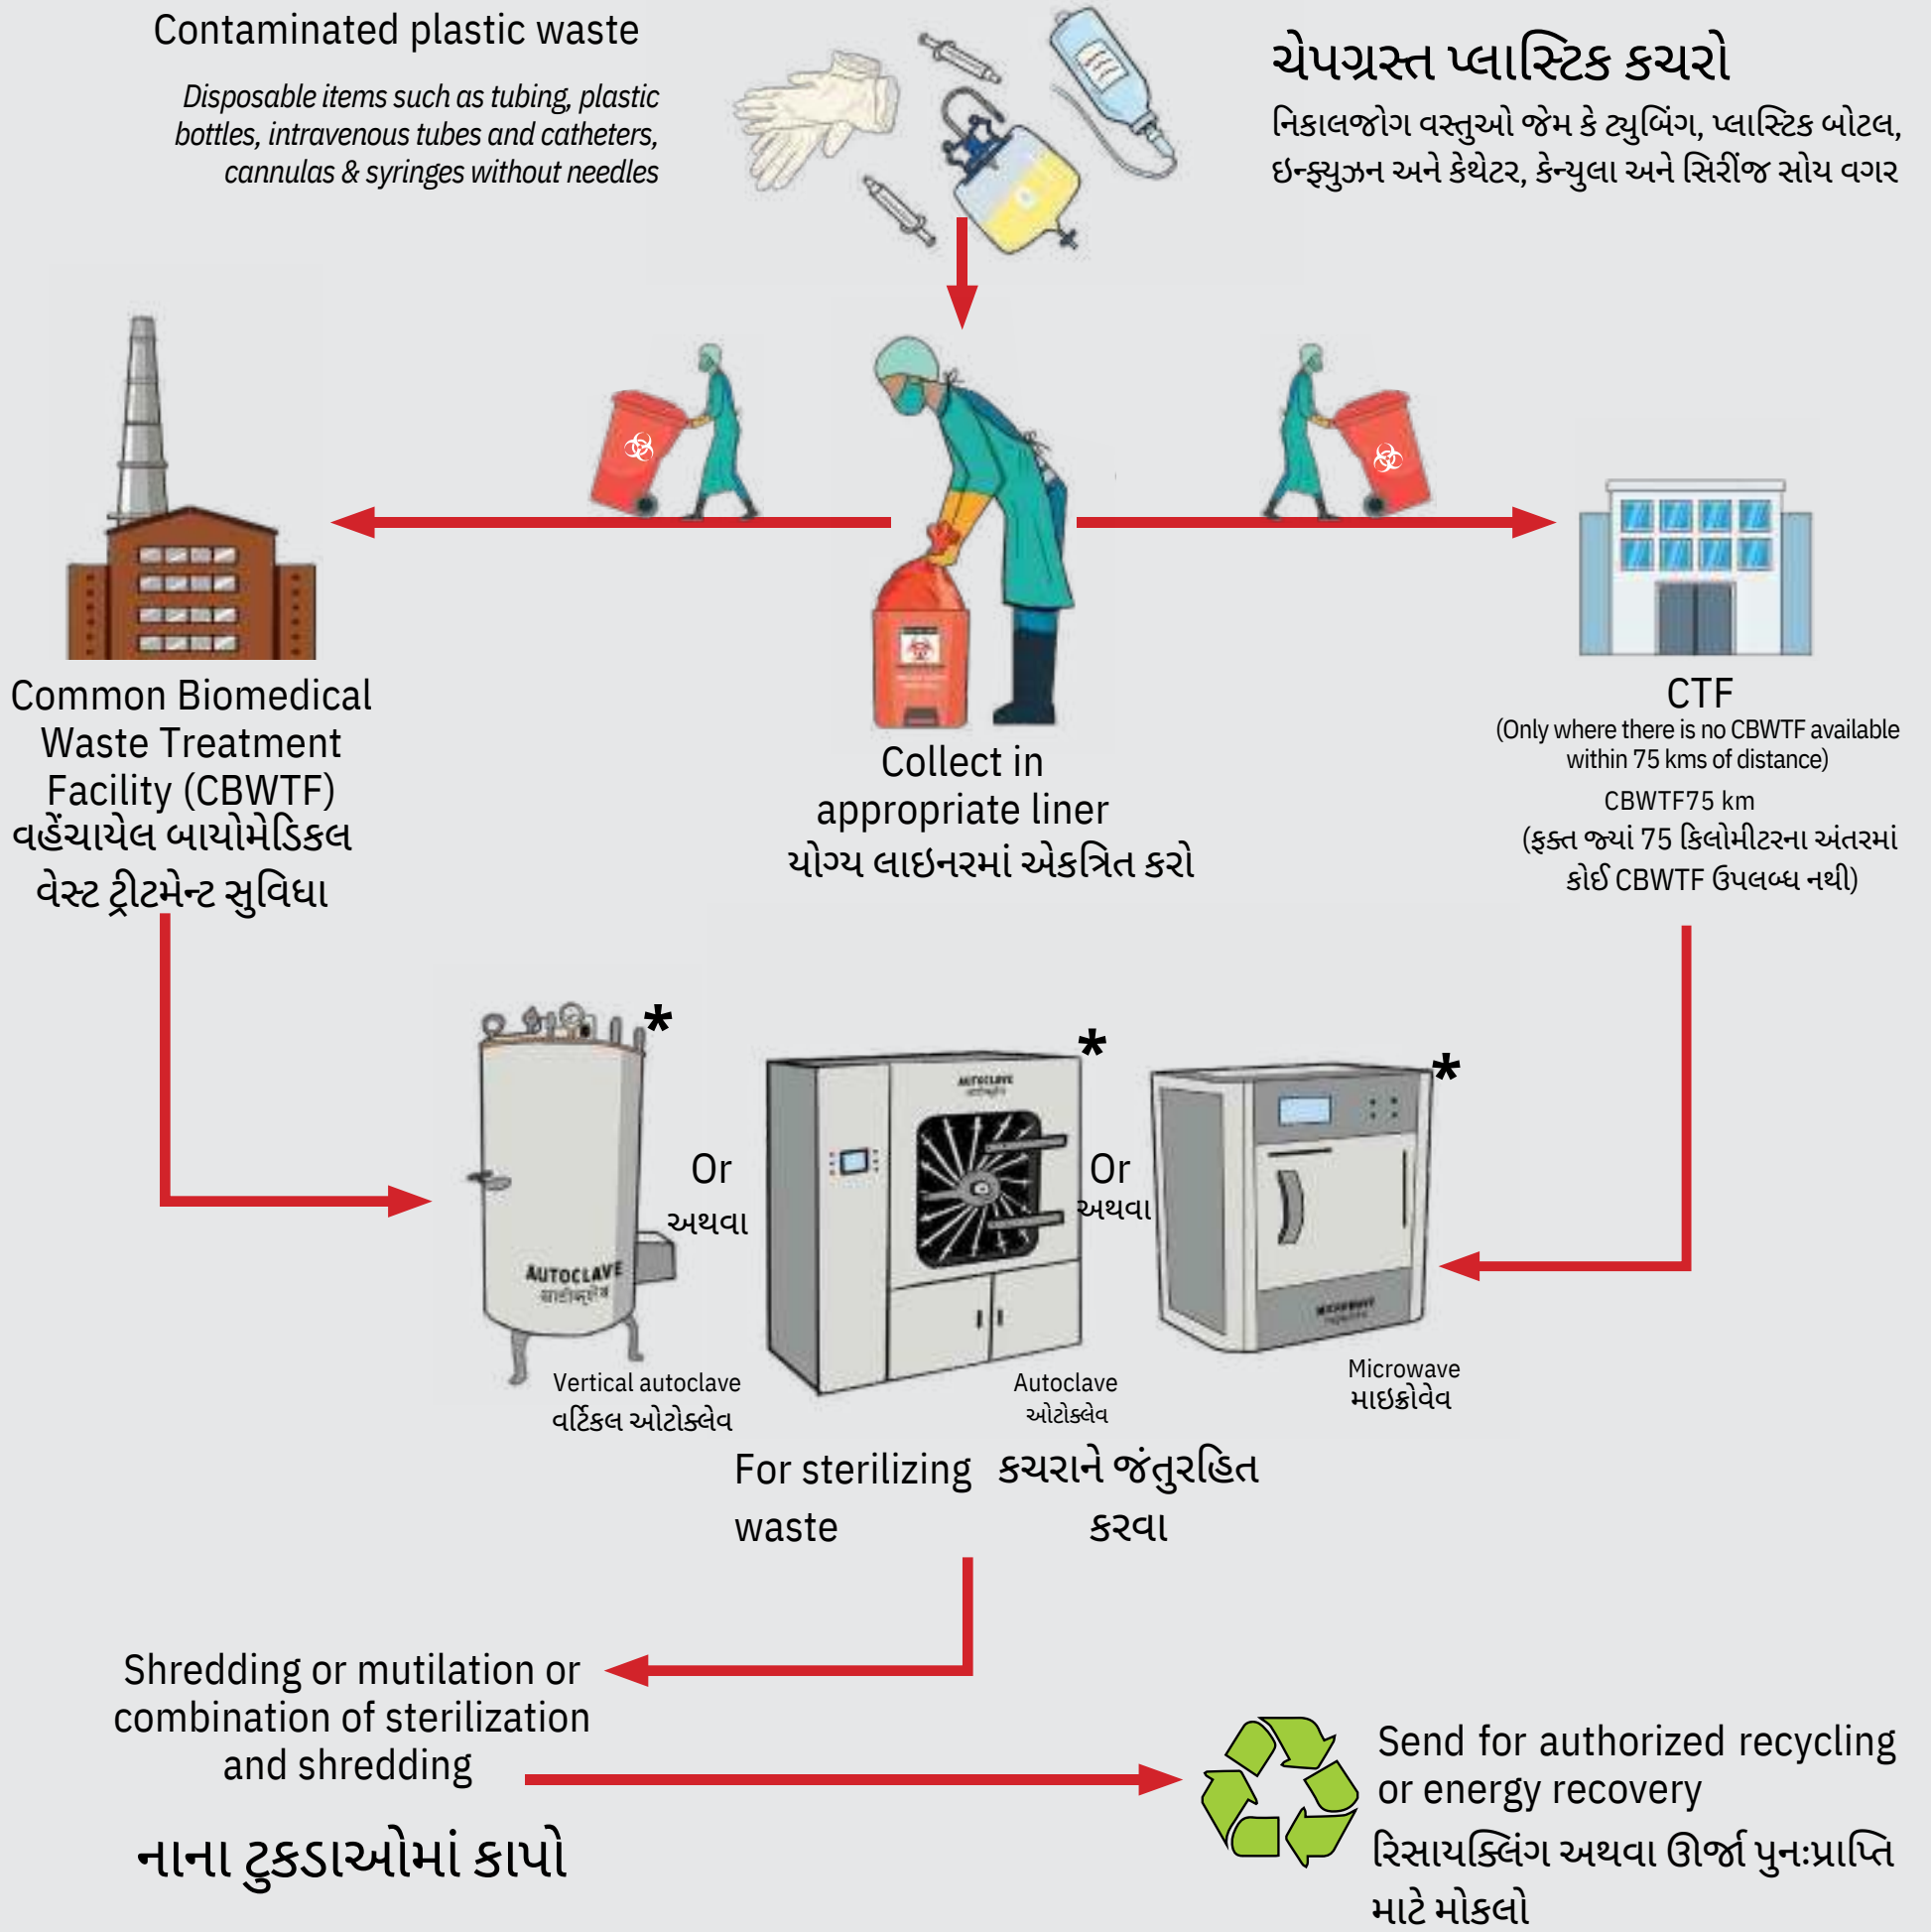 Contaminated plastic waste
Disposable items such as tubing, plastic
bottles, intravenous tubes and catheters,
cannulas & syringes without needles
ચેપગ્રસ્ત પ્લાસ્ટિક કચરો
નિકાલજોગ વસ્તુઓ જેમ કે ટ્યુબિંગ, પ્લાસ્ટિક બોટલ,
ઇન્ફ્યુઝન અને કેથેટર, કેન્યુલા અને સિરીંજ સોય વગર
Common Biomedical
Waste Treatment
Facility (CBWTF)
વહેંચાયેલ બાયોમેડિકલ
વેસ્ટ ટ્રીટમેન્ટ સુવિધા
Collect in
appropriate liner
યોગ્ય લાઇનરમાં એકત્રિત કરો
CTF
(Only where there is no CBWTF available
within 75 kms of distance)
CBWTF75 km
(ફક્ત જ્યાં 75 કિલોમીટરના અંતરમાં
કોઈ CBWTF ઉપલબ્ધ નથી)
*
AUTOCLAVE
Or
અથવા
*
AUTOCLAVE
Or
અથવા
*
MICROWAVE
Vertical autoclave
વર્ટિકલ ઓટોક્લેવ
Autoclave
ઓટોક્લેવ
Microwave
માઇક્રોવેવ
For sterilizing
waste
કચરાને જંતુરહિત
કરવા
Shredding or mutilation or
combination of sterilization
and shredding
નાના ટુકડાઓમાં કાપો
Send for authorized recycling
or energy recovery
રિસાયક્લિંગ અથવા ઊર્જા પુનઃપ્રાપ્તિ
માટે મોકલો